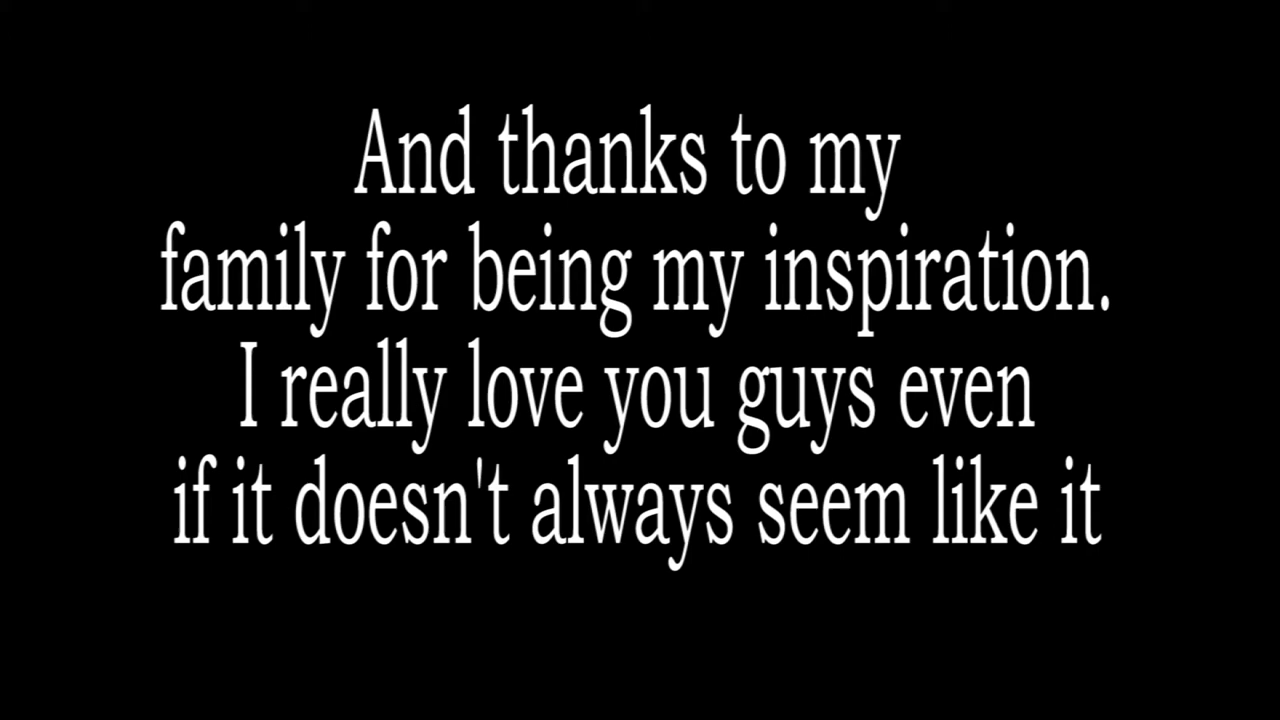 And thanks to my
family for being my inspiration.
I really love you guys even
if it doesn't always seem like it